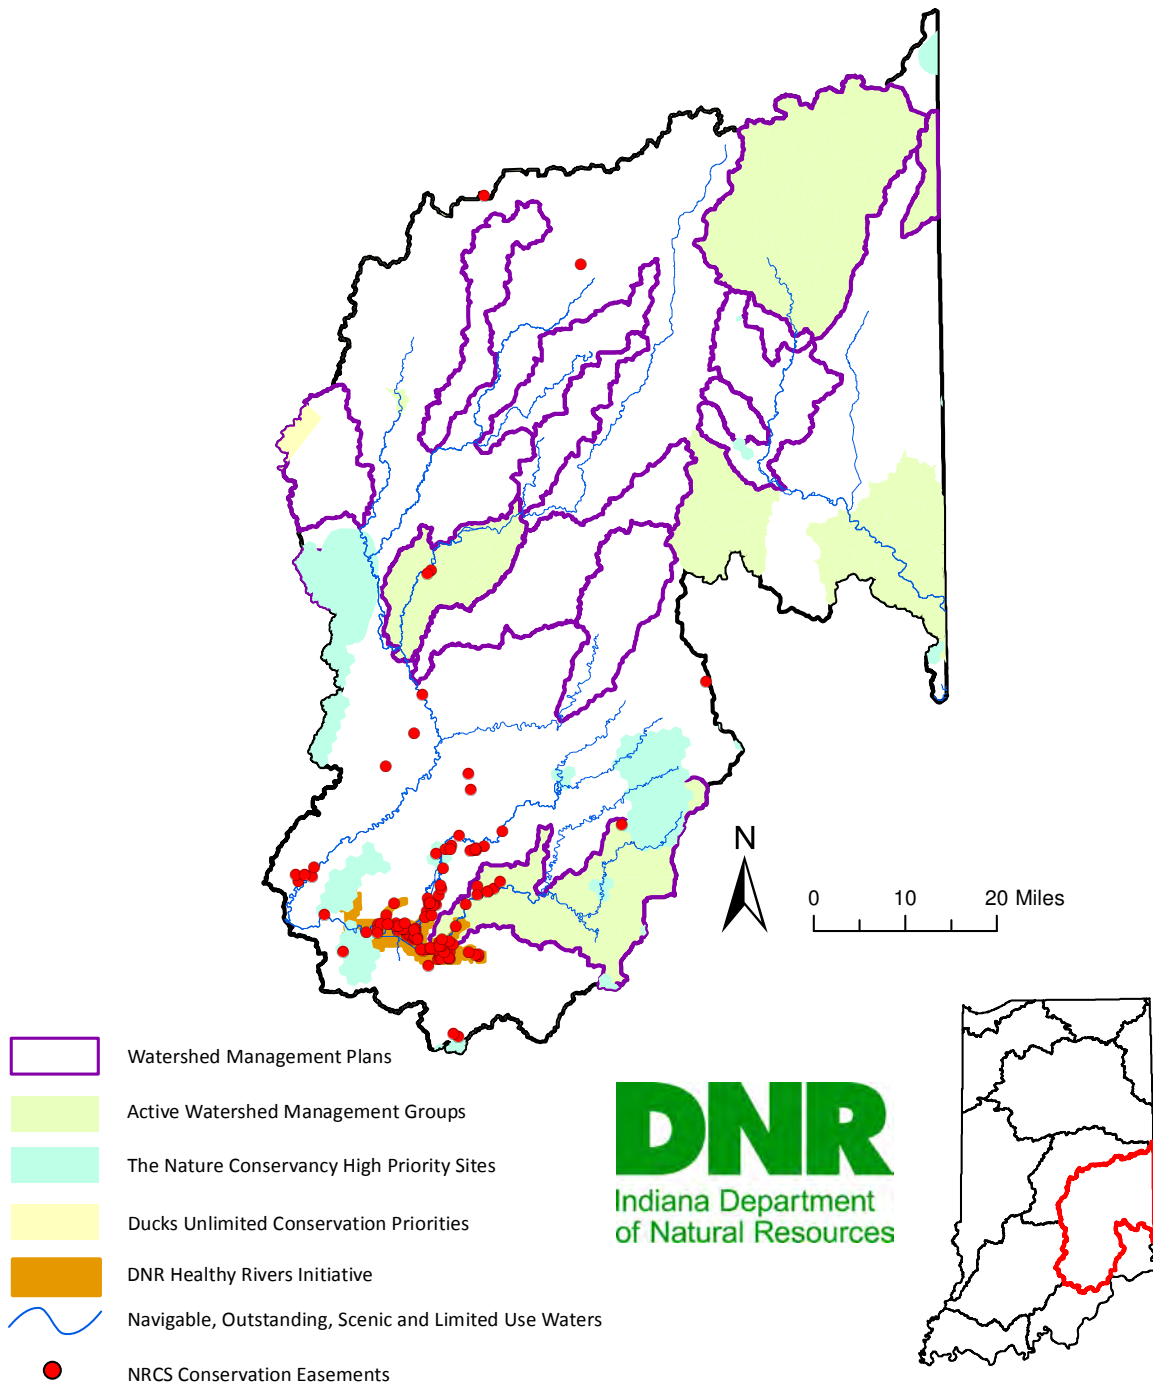 N
0 10 20 Miles
Watershed Management Plans
Active Watershed Management Groups
The Nature Conservancy High Priority Sites
Ducks Unlimited Conservation Priorities
DNR Healthy Rivers Initiative
Navigable, Outstanding, Scenic and Limited Use Waters
NRCS Conservation Easements
DNR
Indiana Department
of Natural Resources